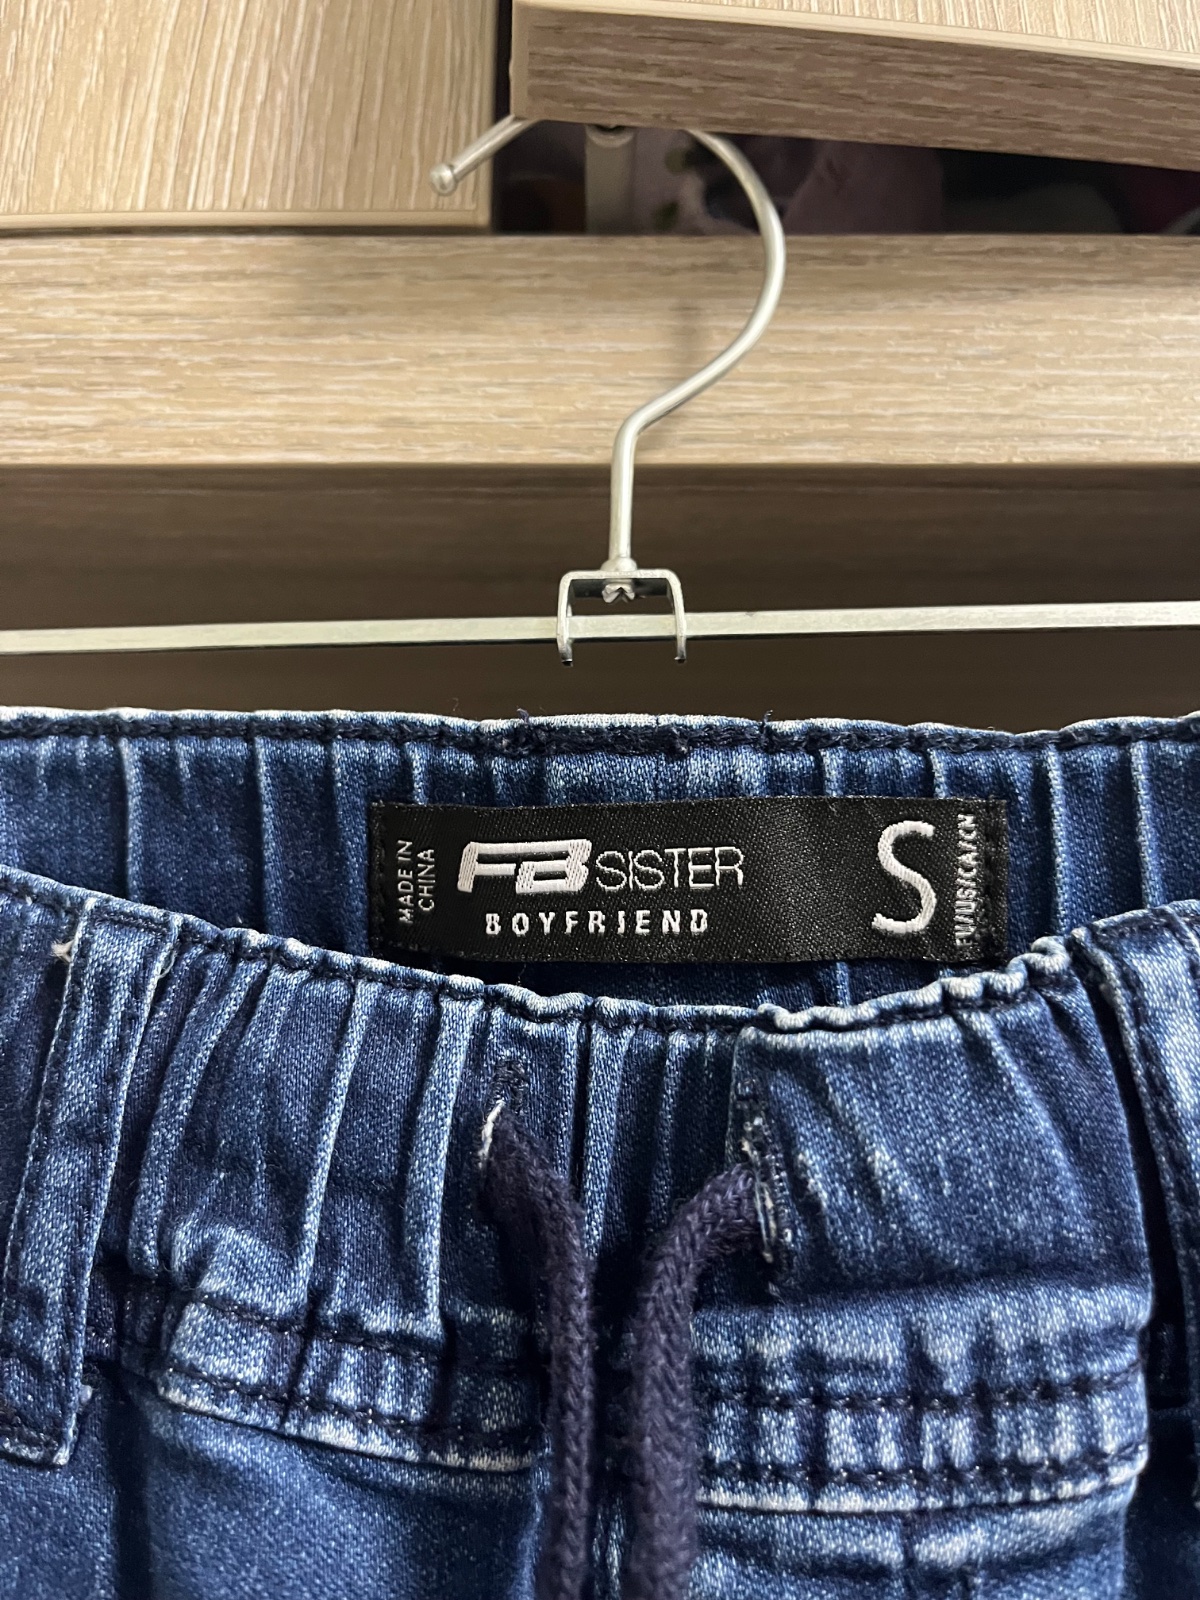 MADE IN
CHINA
FB SISTER
BOYFRIEND
S
EU/US/CA/CN